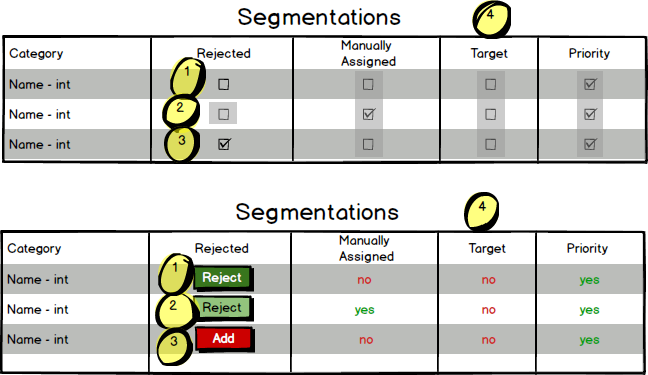 Segmentations 4
Category Rejected Manually Assigned Target Priority
Name - int 1
Name - int 2
Name - int 3
Segmentations 4
Category Rejected Manually Assigned Target Priority
Name - int 1 Reject no no yes
Name - int 2 Reject yes no yes
Name - int 3 Add no no yes